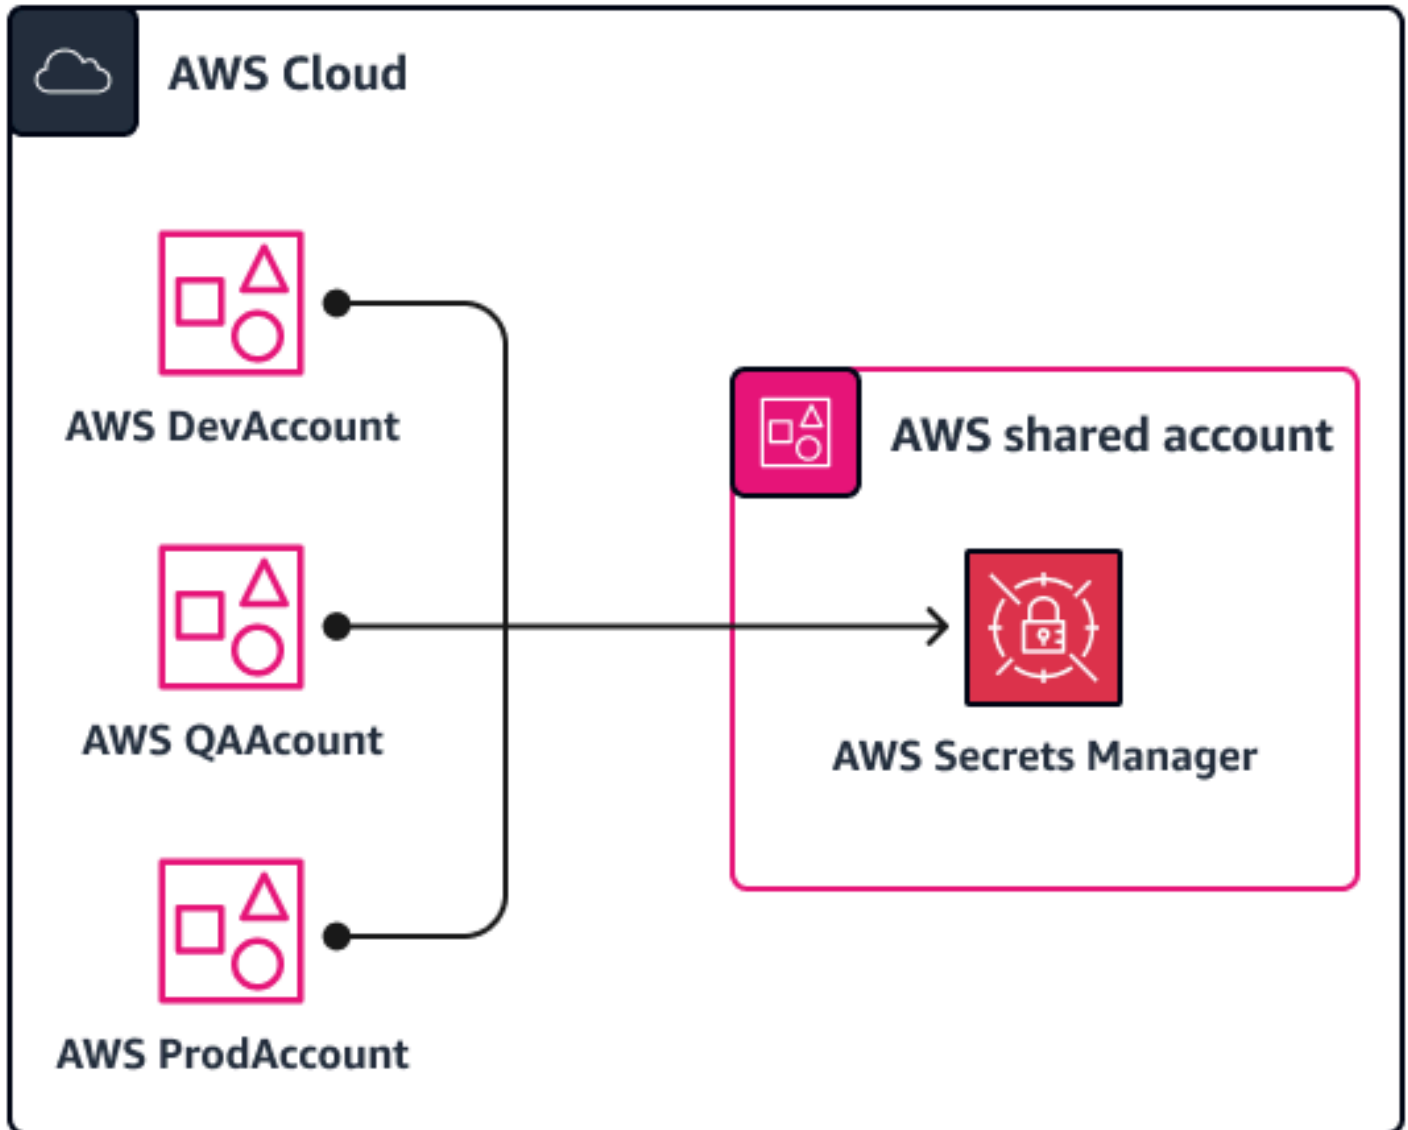 AWS Cloud
AWS DevAccount
AWS shared account
AWS QAAcount
AWS Secrets Manager
AWS ProdAccount